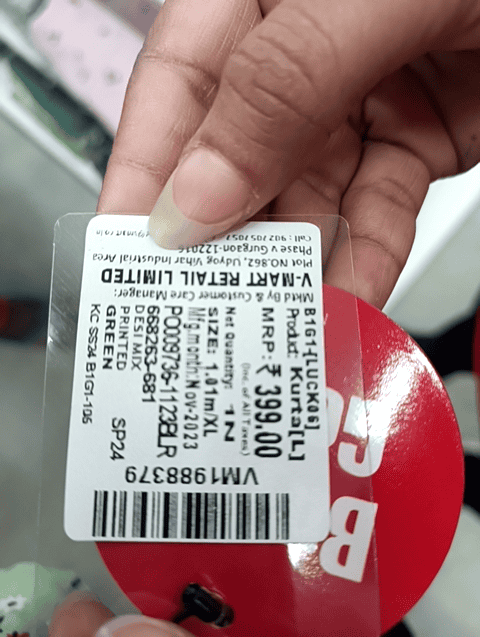 B1G1-[LUCK06]
Product: Kurta[L]
MRP:₹ 399.00
(Inc. of All Taxes)
Net Quantity: 1N
SIZE: 1.01m/XL
Mfg.month:Nov-2023
PO009736-1123BLR
668263-681
DESI MIX
PRINTED
GREEN SP24
KC SS24 B1G1-105
VM1988379
Mktd By & Customer Care Manager:
V-MART RETAIL LIMITED
Plot NO.862, Udyog Vihar Industrial Area
Phase v Gurgaon-122016
B